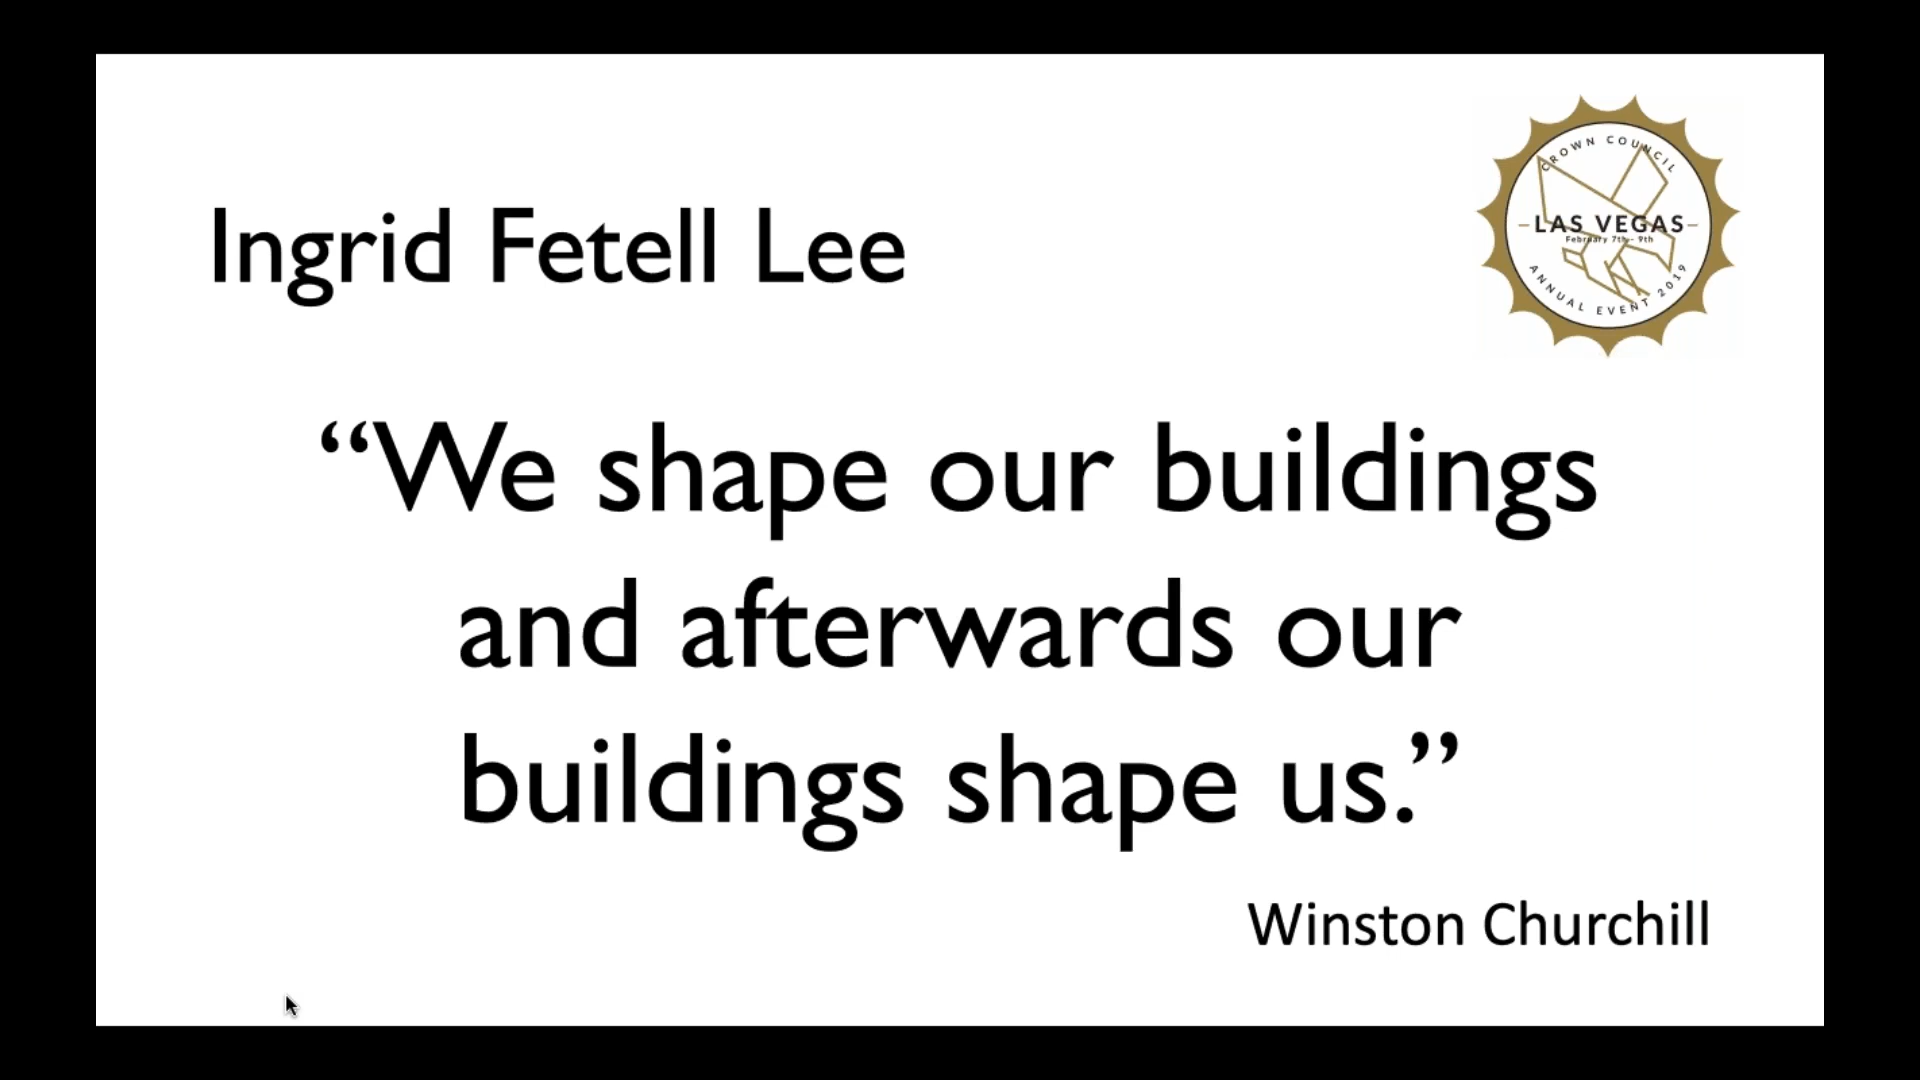 CROWN COUNCIL
LAS VEGAS
February 7th - 9th
ANNUAL EVENT 2019
Ingrid Fetell Lee
“We shape our buildings
and afterwards our
buildings shape us.”
Winston Churchill